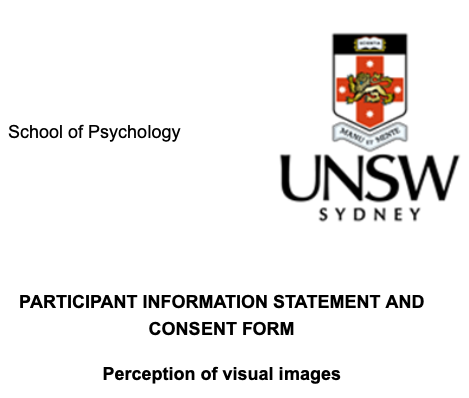 SCIENTIA
School of Psychology
MANU ET MENTE
UNSW
SYDNEY
PARTICIPANT INFORMATION STATEMENT AND
CONSENT FORM
Perception of visual images